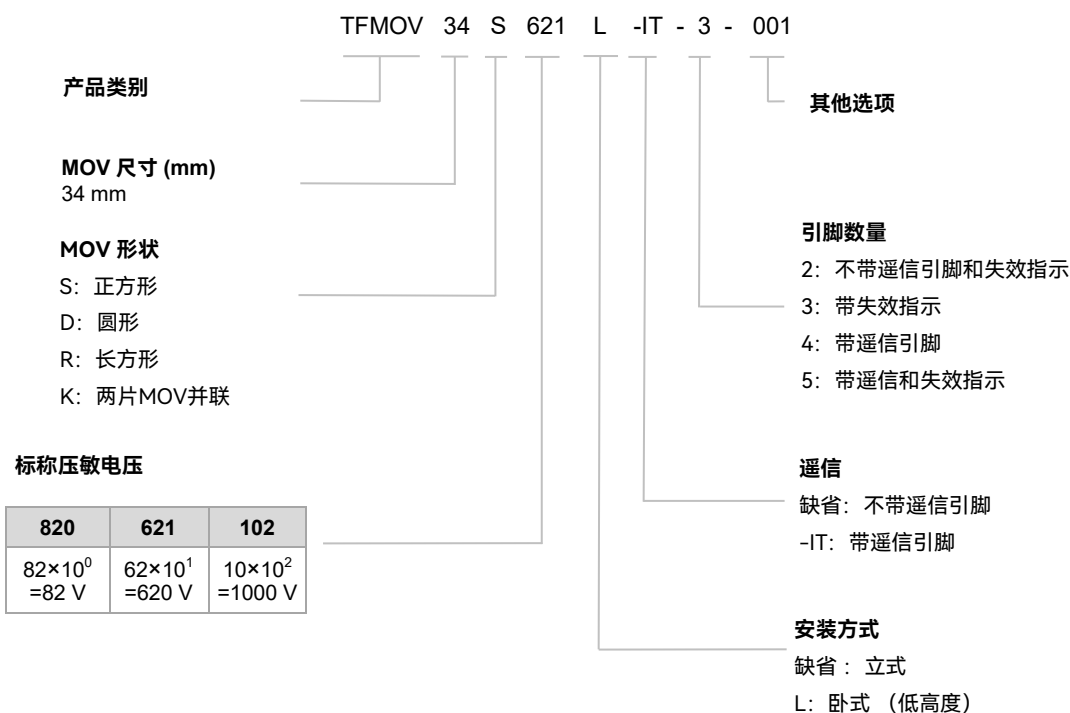 TFMOV 34 S 621 L -IT - 3 - 001
产品类别
MOV 尺寸 (mm)
34 mm
MOV 形状
S：正方形
D：圆形
R：长方形
K：两片MOV并联
标称压敏电压
820 621 102
82×10⁰ 62×10¹ 10×10²
=82 V =620 V =1000 V
其他选项
引脚数量
2：不带遥信引脚和失效指示
3：带失效指示
4：带遥信引脚
5：带遥信和失效指示
遥信
缺省：不带遥信引脚
-IT：带遥信引脚
安装方式
缺省 ：立式
L：卧式 （低高度）